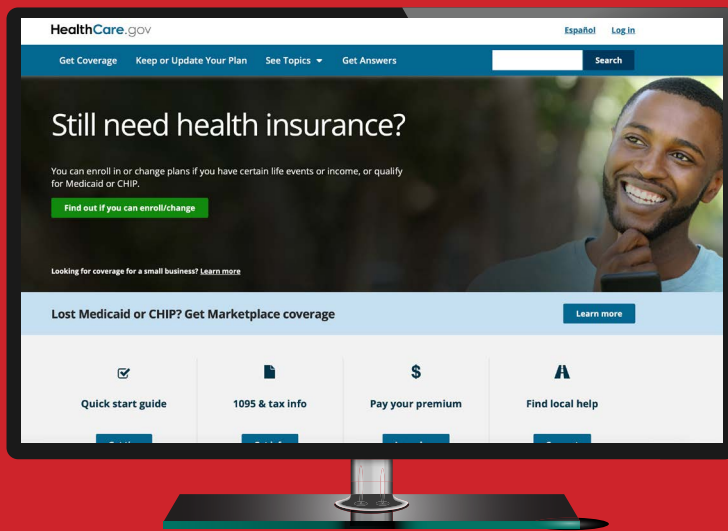 HealthCare.gov
Español Log in
Get Coverage Keep or Update Your Plan See Topics Get Answers Search
Still need health insurance?
You can enroll in or change plans if you have certain life events or income, or qualify
for Medicaid or CHIP.
Find out if you can enroll/change
Looking for coverage for a small business? Learn more
Lost Medicaid or CHIP? Get Marketplace coverage Learn more
Quick start guide 1095 & tax info Pay your premium Find local help